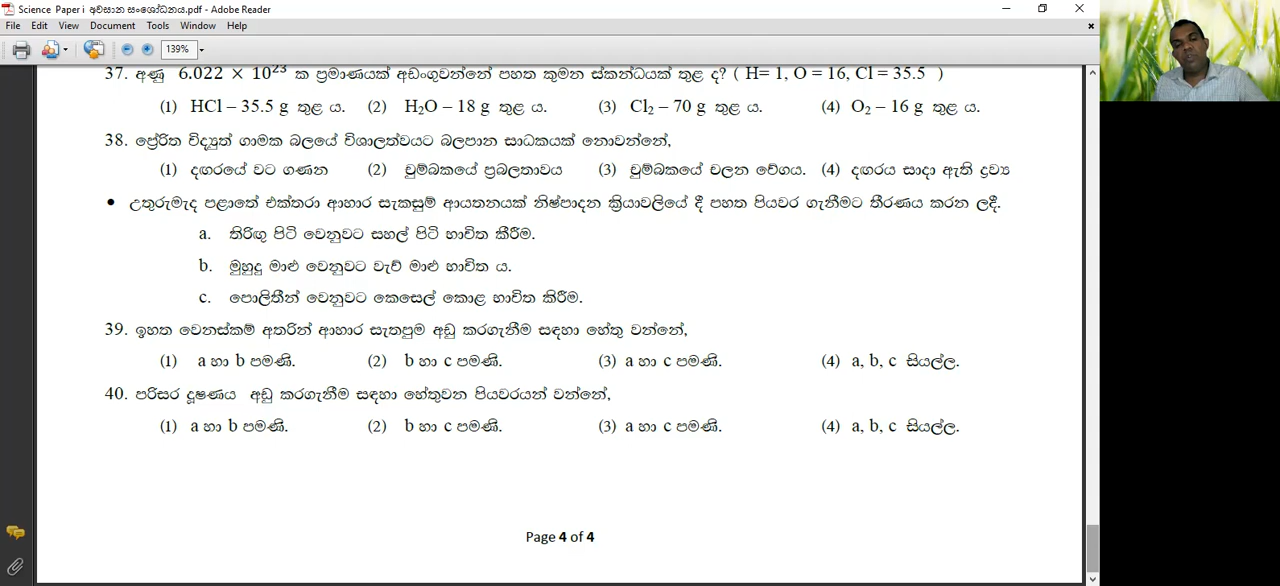 Science Paper i අවසාන සංශෝධනය.pdf - Adobe Reader
File Edit View Document Tools Window Help
139%
37. අණු 6.022 × 10²³ ක ප්‍රමාණයක් අඩංගුවන්නේ පහත කුමන ස්කන්ධයක් තුළ ද? ( H= 1, O = 16, Cl = 35.5 )
(1) HCl – 35.5 g තුළ ය. (2) H₂O – 18 g තුළ ය. (3) Cl₂ – 70 g තුළ ය. (4) O₂ – 16 g තුළ ය.
38. ප්‍රේරිත විද්‍යුත් ගාමක බලයේ විශාලත්වයට බලපාන සාධකයක් නොවන්නේ,
(1) දඟරයේ වට ගණන (2) චුම්බකයේ ප්‍රබලතාවය (3) චුම්බකයේ චලන වේගය. (4) දඟරය සාදා ඇති ද්‍රව්‍ය
• උතුරුමැද පළාතේ එක්තරා ආහාර සැකසුම් ආයතනයක් නිෂ්පාදන ක්‍රියාවලියේ දී පහත පියවර ගැනීමට තීරණය කරන ලදී.
a. තිරිඟු පිටි වෙනුවට සහල් පිටි භාවිත කිරීම.
b. මුහුදු මාළු වෙනුවට වැව් මාළු භාවිත ය.
c. පොලිතීන් වෙනුවට කෙසෙල් කොළ භාවිත කිරීම.
39. ඉහත වෙනස්කම් අතරින් ආහාර සැතපුම අඩු කරගැනීම සඳහා හේතු වන්නේ,
(1) a හා b පමණි. (2) b හා c පමණි. (3) a හා c පමණි. (4) a, b, c සියල්ල.
40. පරිසර දූෂණය අඩු කරගැනීම සඳහා හේතුවන පියවරයන් වන්නේ,
(1) a හා b පමණි. (2) b හා c පමණි. (3) a හා c පමණි. (4) a, b, c සියල්ල.
Page 4 of 4